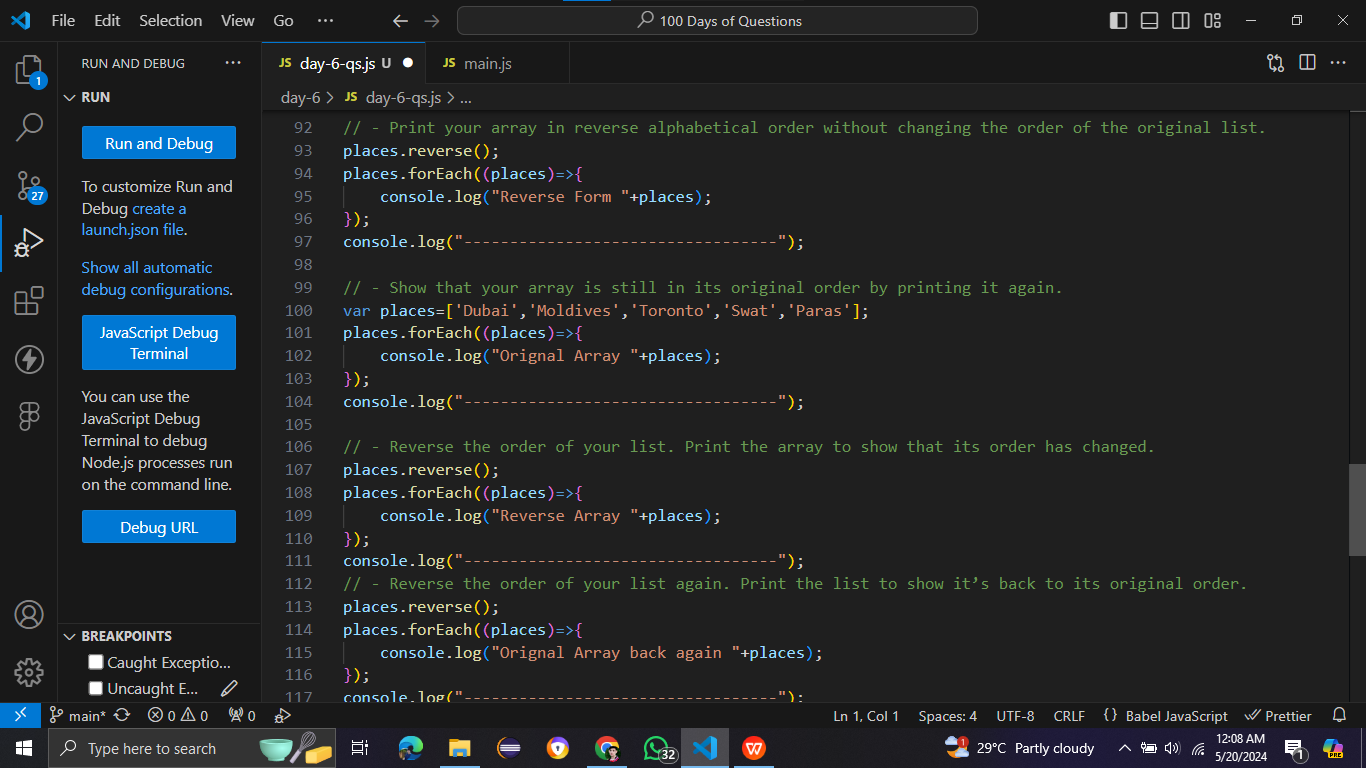 File Edit Selection View Go ··· 100 Days of Questions
RUN AND DEBUG ···
JS day-6-qs.js U ● JS main.js
day-6 > JS day-6-qs.js > ...
RUN
Run and Debug
To customize Run and
Debug create a
launch.json file.
Show all automatic
debug configurations.
JavaScript Debug
Terminal
You can use the
JavaScript Debug
Terminal to debug
Node.js processes run
on the command line.
Debug URL
BREAKPOINTS
Caught Exceptio...
Uncaught E...
1
27
92 // - Print your array in reverse alphabetical order without changing the order of the original list.
93 places.reverse();
94 places.forEach((places)=>{
95     console.log("Reverse Form "+places);
96 });
97 console.log("----------------------------------");
98
99 // - Show that your array is still in its original order by printing it again.
100 var places=['Dubai','Moldives','Toronto','Swat','Paras'];
101 places.forEach((places)=>{
102     console.log("Orignal Array "+places);
103 });
104 console.log("----------------------------------");
105
106 // - Reverse the order of your list. Print the array to show that its order has changed.
107 places.reverse();
108 places.forEach((places)=>{
109     console.log("Reverse Array "+places);
110 });
111 console.log("----------------------------------");
112 // - Reverse the order of your list again. Print the list to show it’s back to its original order.
113 places.reverse();
114 places.forEach((places)=>{
115     console.log("Orignal Array back again "+places);
116 });
117 console.log("----------------------------------");
main* 0 0 0 Ln 1, Col 1 Spaces: 4 UTF-8 CRLF {} Babel JavaScript Prettier
Type here to search 32 1 29°C Partly cloudy 12:08 AM 1 PRE
5/20/2024